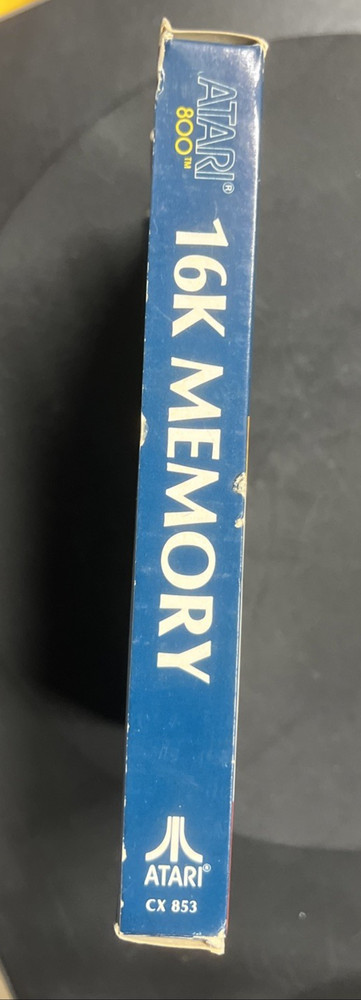 ATARI®
800™
16K MEMORY
ATARI®
CX 853